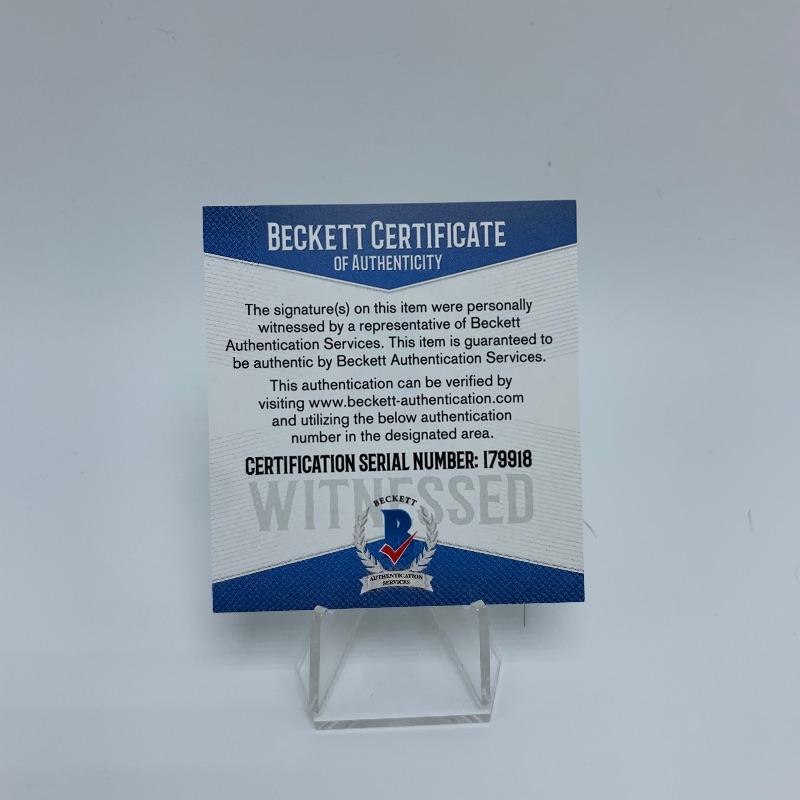 BECKETT CERTIFICATE
OF AUTHENTICITY
The signature(s) on this item were personally
witnessed by a representative of Beckett
Authentication Services. This item is guaranteed to
be authentic by Beckett Authentication Services.
This authentication can be verified by
visiting www.beckett-authentication.com
and utilizing the below authentication
number in the designated area.
CERTIFICATION SERIAL NUMBER: I79918
WITNESSED
BECKETT
B
AUTHENTICATION
SERVICES